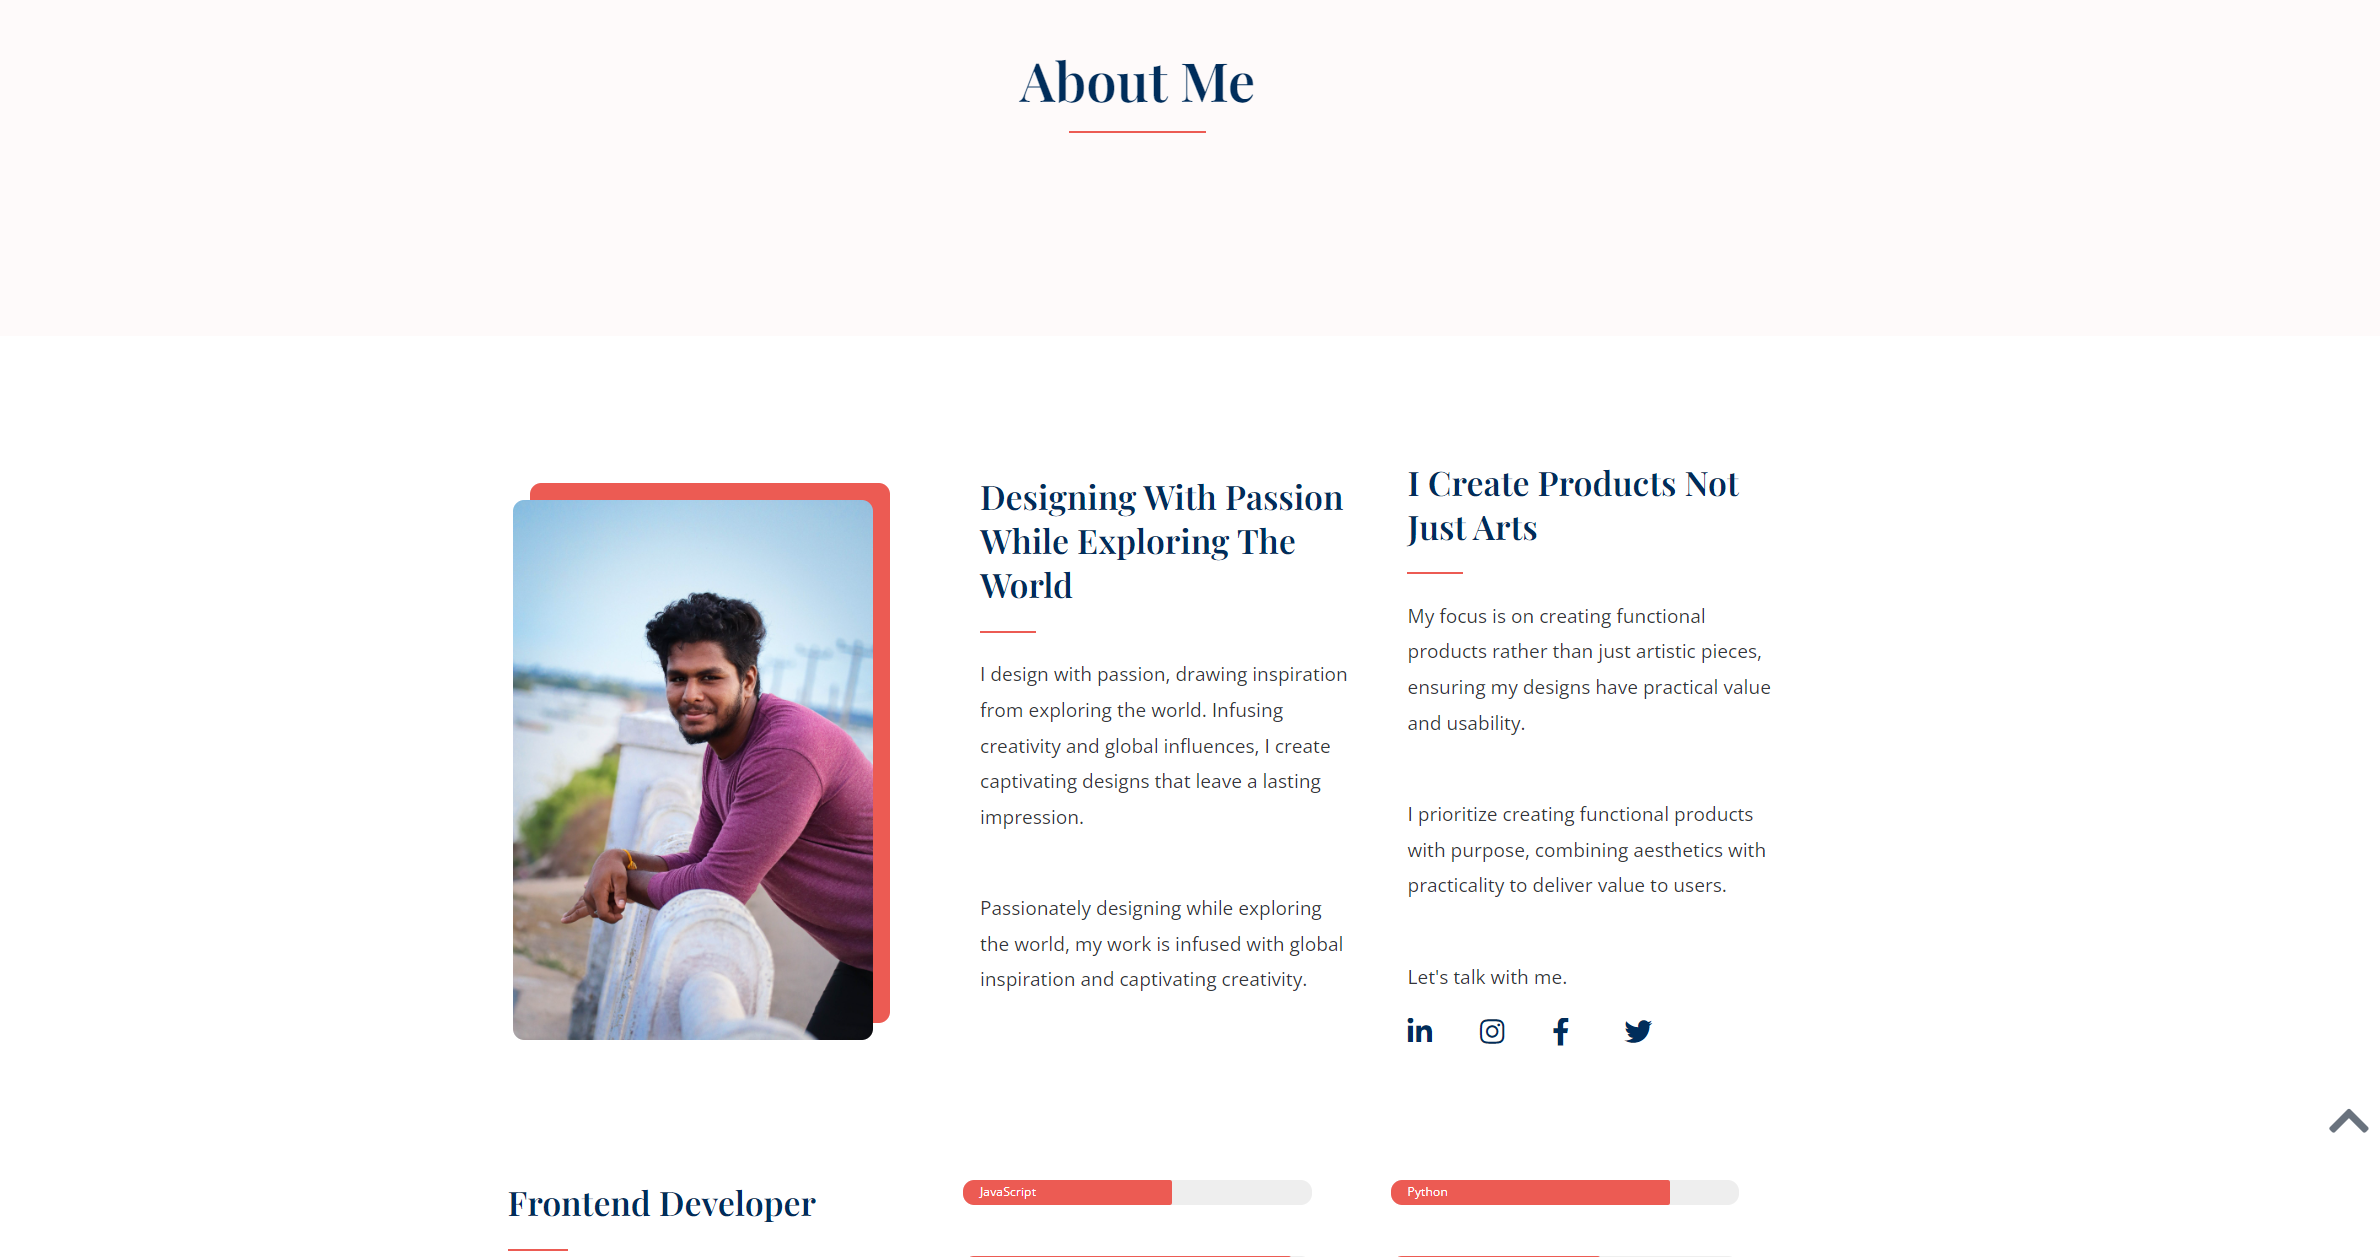 About Me
Designing With Passion
While Exploring The
World
I design with passion, drawing inspiration
from exploring the world. Infusing
creativity and global influences, I create
captivating designs that leave a lasting
impression.
Passionately designing while exploring
the world, my work is infused with global
inspiration and captivating creativity.
I Create Products Not
Just Arts
My focus is on creating functional
products rather than just artistic pieces,
ensuring my designs have practical value
and usability.
I prioritize creating functional products
with purpose, combining aesthetics with
practicality to deliver value to users.
Let's talk with me.
Frontend Developer
JavaScript
Python